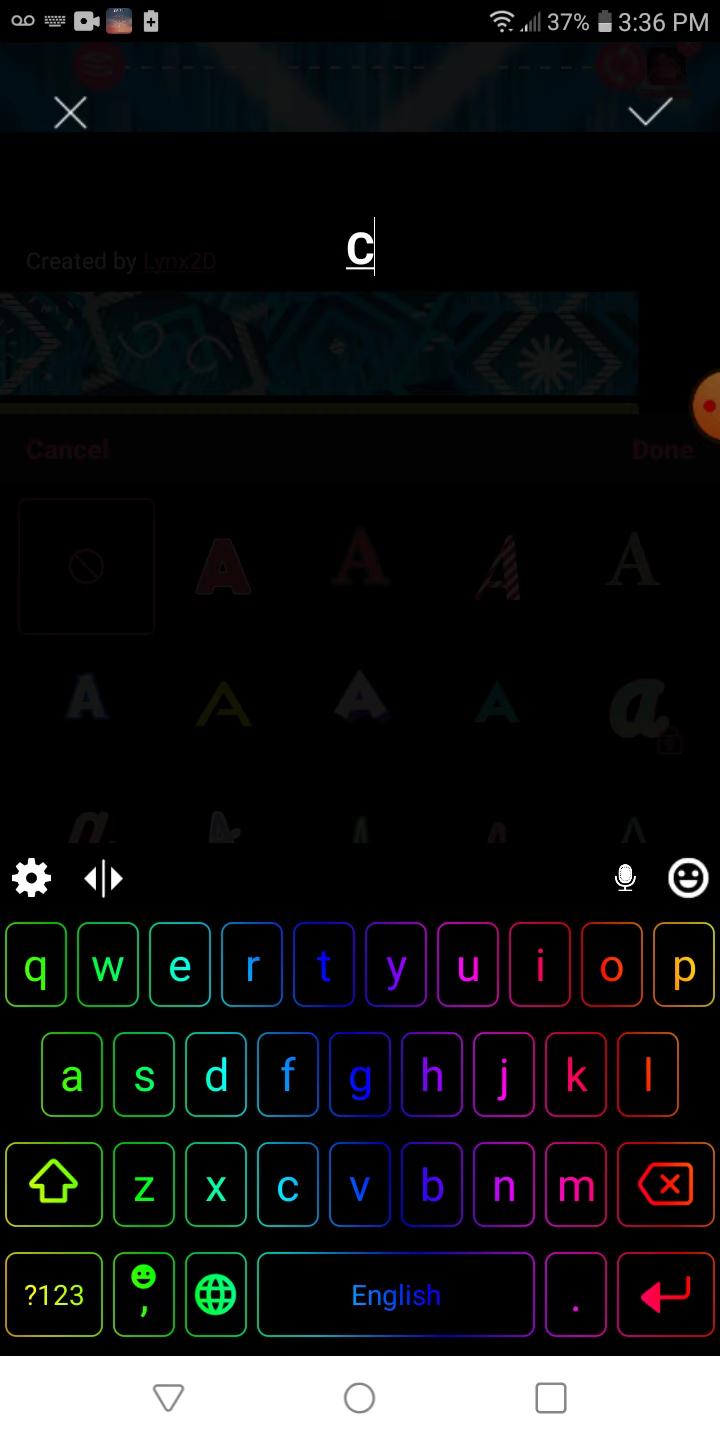 37% 3:36 PM
c
Created by Lynx2D
Cancel Done
A A A A
A A A A a
q w e r t y u i o p
a s d f g h j k l
z x c v b n m
?123 , English .